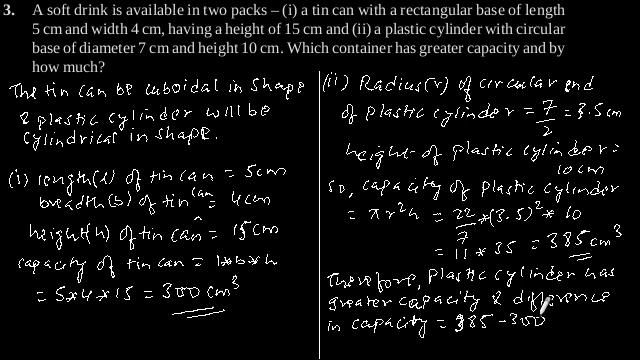 3. A soft drink is available in two packs – (i) a tin can with a rectangular base of length
5 cm and width 4 cm, having a height of 15 cm and (ii) a plastic cylinder with circular
base of diameter 7 cm and height 10 cm. Which container has greater capacity and by
how much?
The tin can be cuboidal in shape
& plastic cylinder will be
cylindrical in shape.
(i) length(l) of tin can = 5cm
breadth(b) of tin can = 4cm
height(h) of tin can = 15cm
capacity of tin can = l*b*h
= 5*4*15 = 300 cm³
(ii) Radius(r) of circular end
of plastic cylinder = 7/2 = 3.5cm
height of plastic cylinder =
10cm
so, capacity of plastic cylinder
= πr²h = 22/7 *(3.5)² * 10
= 11 * 35 = 385 cm³
Therefore, plastic cylinder has
greater capacity & difference
in capacity = 385 - 300